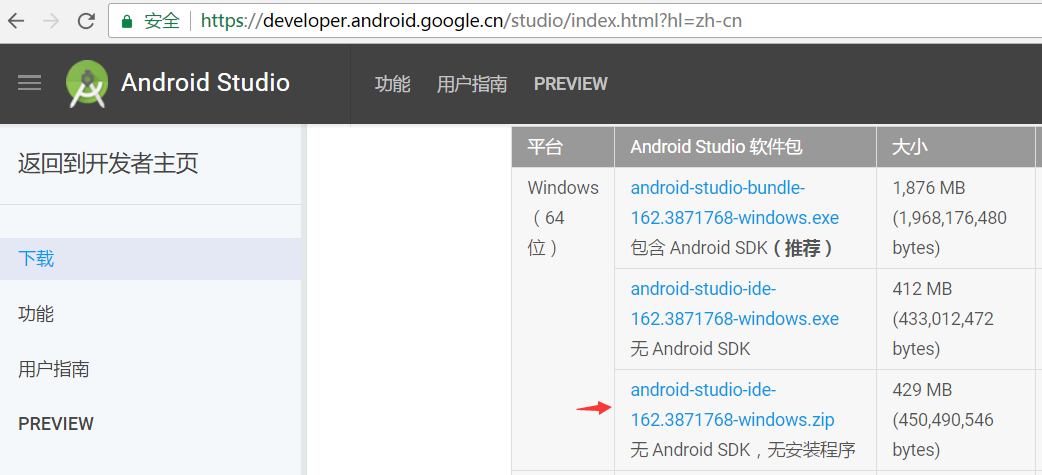 安全 https://developer.android.google.cn/studio/index.html?hl=zh-cn
Android Studio 功能 用户指南 PREVIEW
返回到开发者主页
下载
功能
用户指南
PREVIEW
平台 Android Studio 软件包 大小
Windows
（64
位）
android-studio-bundle-
162.3871768-windows.exe
包含 Android SDK（推荐）
1,876 MB
(1,968,176,480
bytes)
android-studio-ide-
162.3871768-windows.exe
无 Android SDK
412 MB
(433,012,472
bytes)
android-studio-ide-
162.3871768-windows.zip
无 Android SDK，无安装程序
429 MB
(450,490,546
bytes)